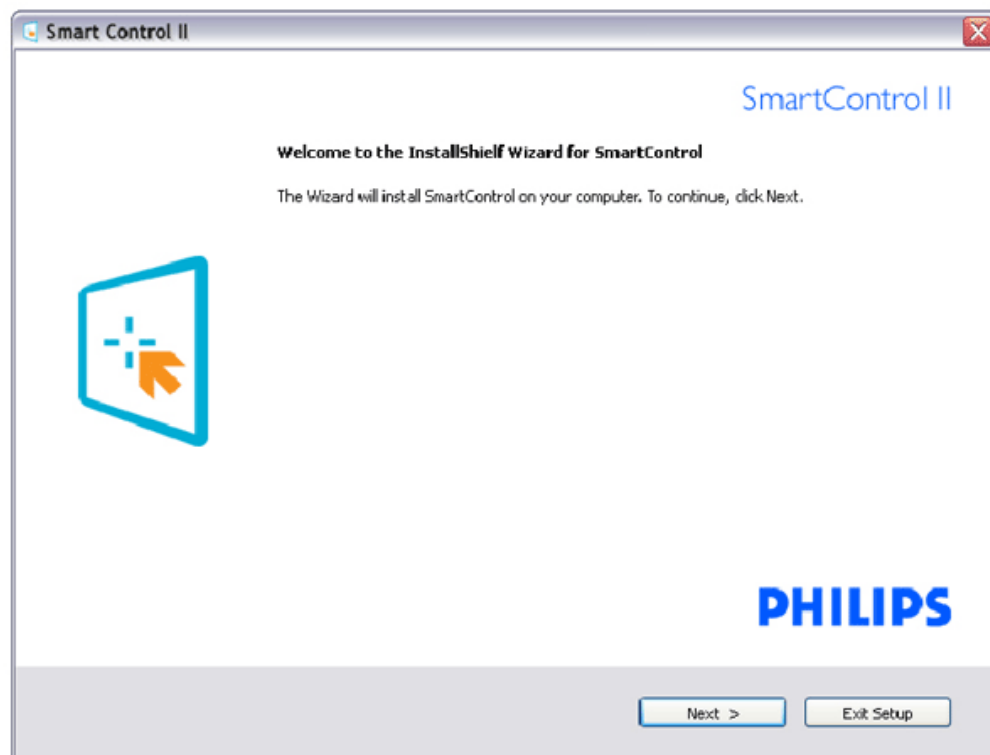 Smart Control II
SmartControl II
Welcome to the InstallShielf Wizard for SmartControl
The Wizard will install SmartControl on your computer. To continue, click Next.
PHILIPS
Next >
Exit Setup